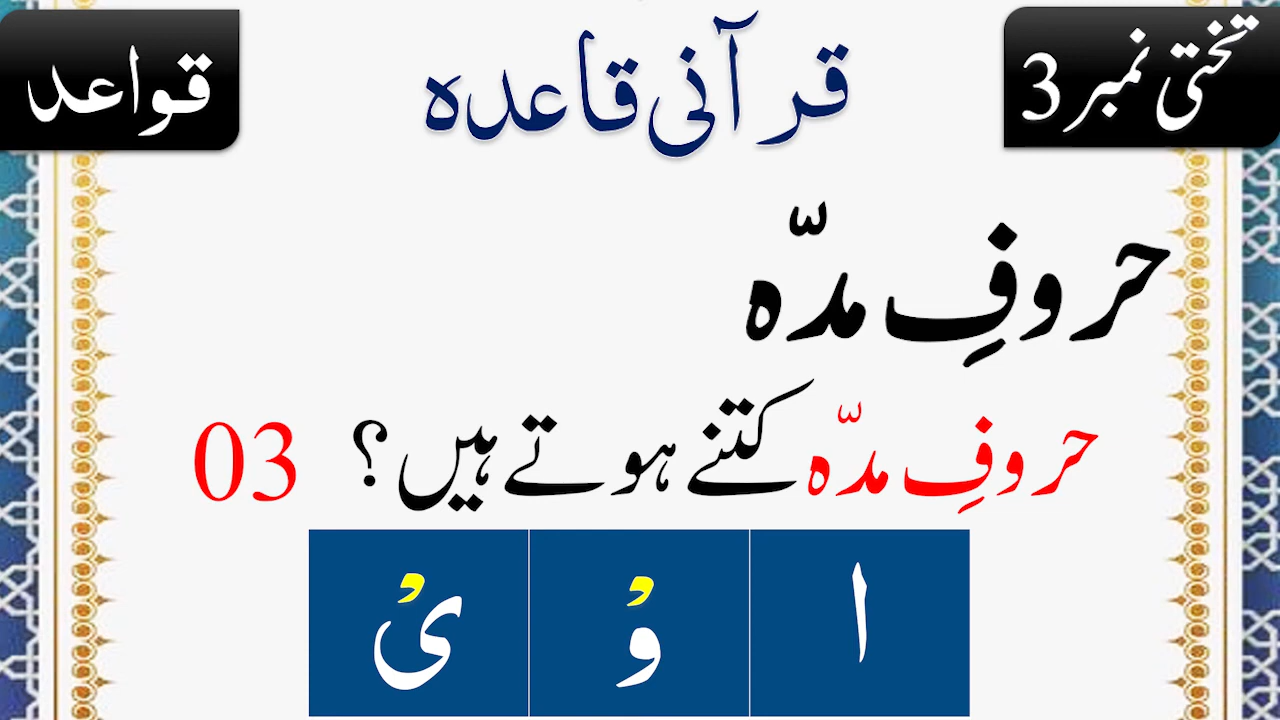 تختی نمبر 3
قرآنی قاعدہ
قواعد
حروفِ مدّہ
حروفِ مدّہ کتنے ہوتے ہیں؟ 03
ا وْ یْ